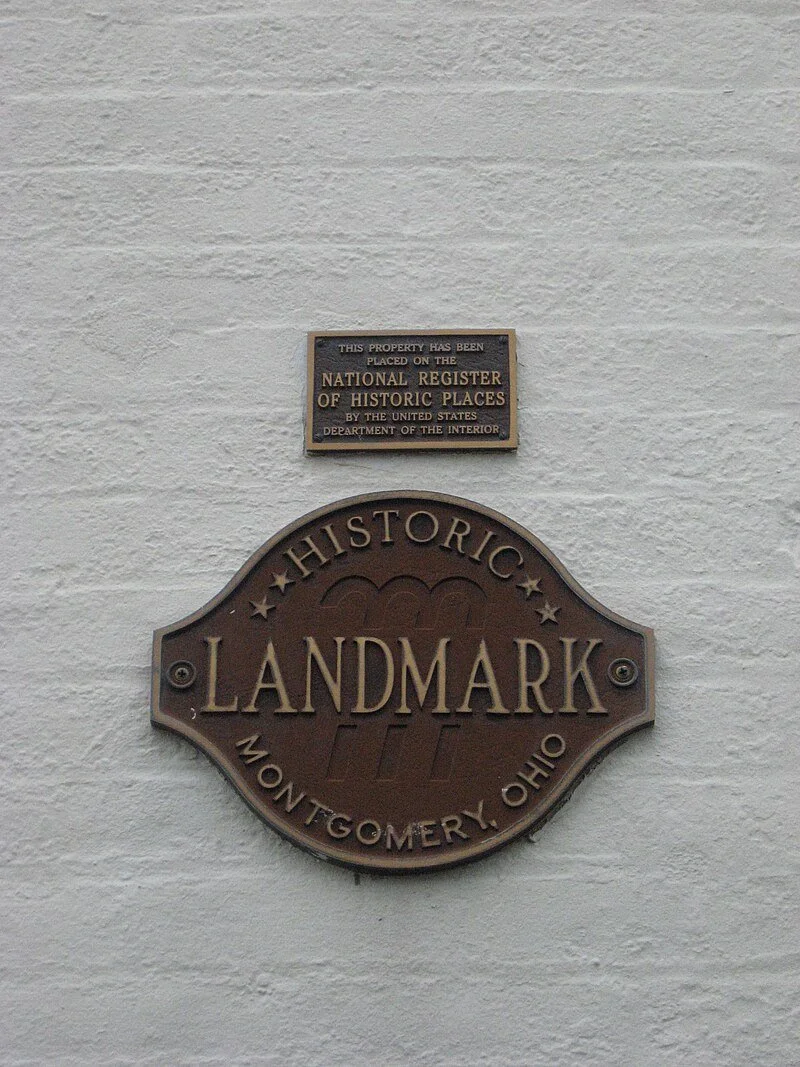 THIS PROPERTY HAS BEEN
PLACED ON THE
NATIONAL REGISTER
OF HISTORIC PLACES
BY THE UNITED STATES
DEPARTMENT OF THE INTERIOR
HISTORIC
LANDMARK
MONTGOMERY, OHIO